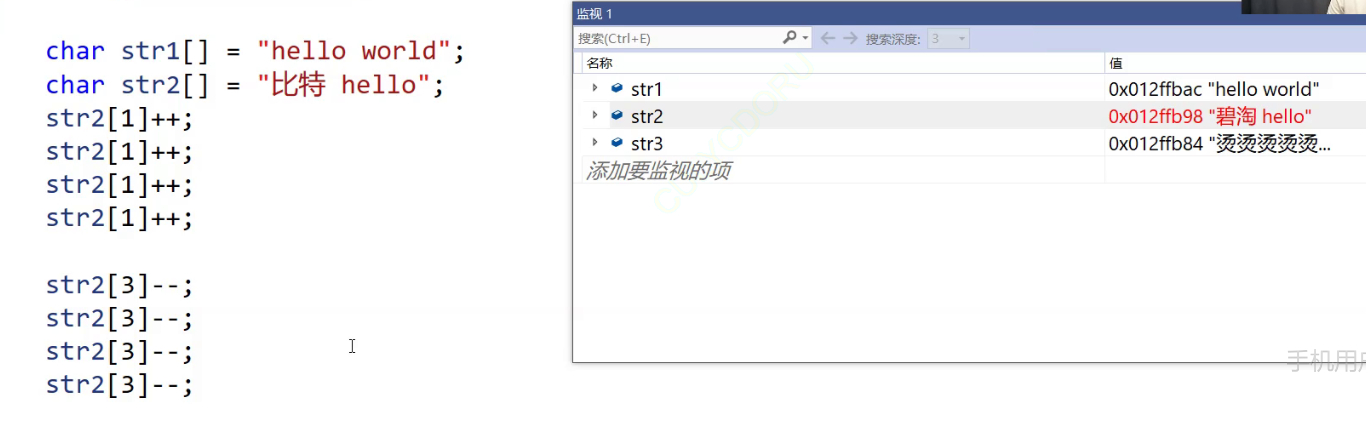 char str1[] = "hello world";
char str2[] = "比特 hello";
str2[1]++;
str2[1]++;
str2[1]++;
str2[1]++;
str2[3]--;
str2[3]--;
str2[3]--;
str2[3]--;
监视 1
搜索(Ctrl+E) 搜索深度: 3
名称 值
str1 0x012ffbac "hello world"
str2 0x012ffb98 "碧淘 hello"
str3 0x012ffb84 "烫烫烫烫烫...
添加要监视的项
手机用户